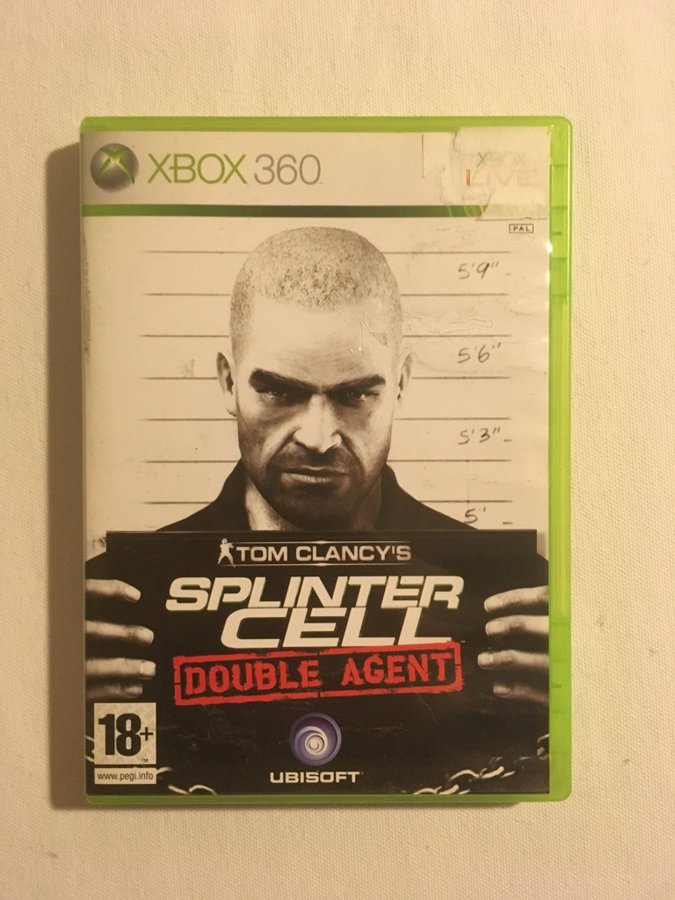 XBOX 360
XBOX
LIVE
PAL
5'9"
5'6"
5'3"
5'
TOM CLANCY'S
SPLINTER
CELL
DOUBLE AGENT
18+
TM
www.pegi.info
UBISOFT